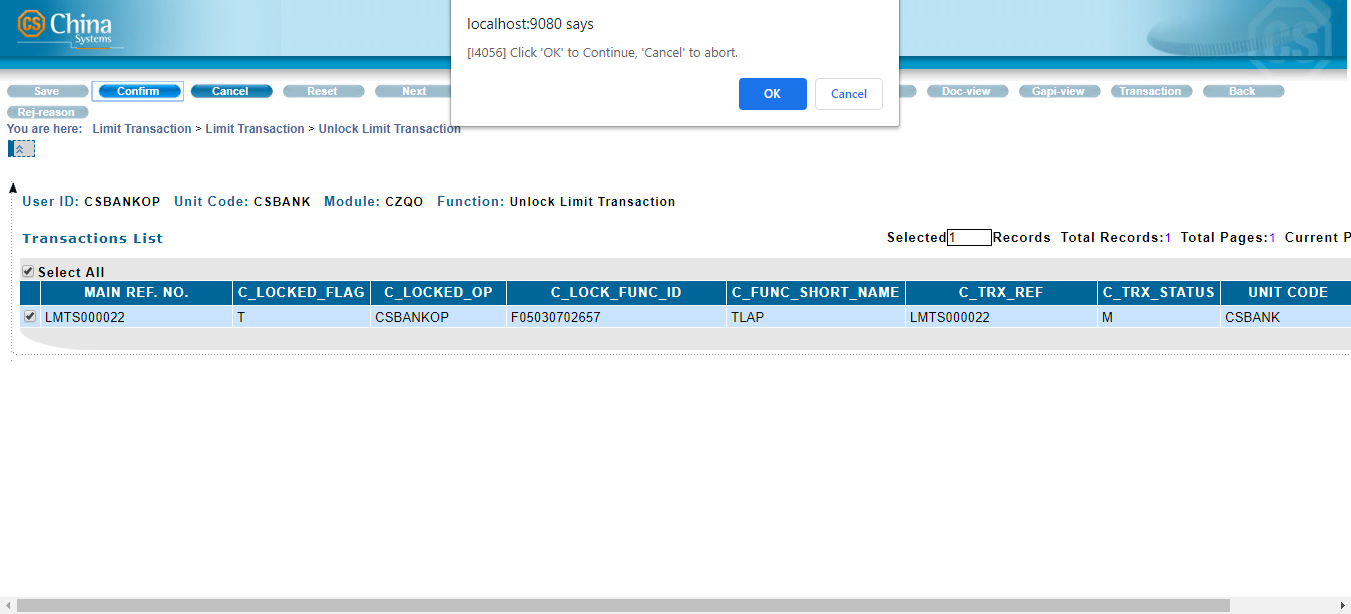 CS China
Systems
localhost:9080 says
[I4056] Click 'OK' to Continue, 'Cancel' to abort.
OK Cancel
Save Confirm Cancel Reset Next Doc-view Gapi-view Transaction Back
Rej-reason
You are here: Limit Transaction > Limit Transaction > Unlock Limit Transaction
User ID: CSBANKOP Unit Code: CSBANK Module: CZQO Function: Unlock Limit Transaction
Transactions List Selected 1 Records Total Records:1 Total Pages:1 Current P
Select All
MAIN REF. NO. C_LOCKED_FLAG C_LOCKED_OP C_LOCK_FUNC_ID C_FUNC_SHORT_NAME C_TRX_REF C_TRX_STATUS UNIT CODE
LMTS000022 T CSBANKOP F05030702657 TLAP LMTS000022 M CSBANK